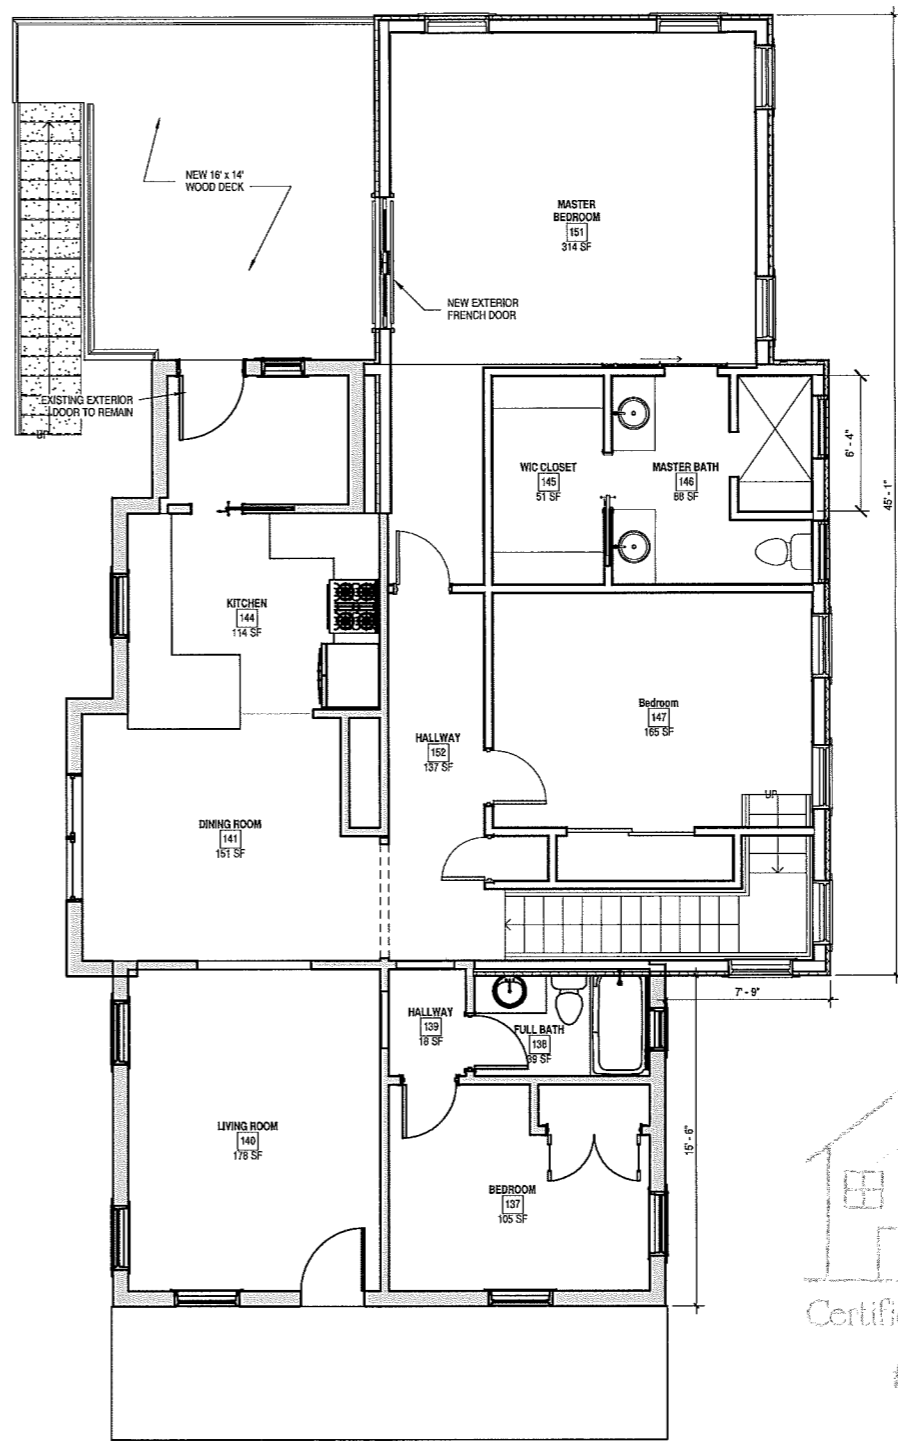 NEW 16' x 14'
WOOD DECK
MASTER
BEDROOM
151
314 SF
NEW EXTERIOR
FRENCH DOOR
EXISTING EXTERIOR
DOOR TO REMAIN
UP
WIC CLOSET
145
51 SF
MASTER BATH
146
88 SF
6' - 4"
45' - 1"
KITCHEN
144
114 SF
Bedroom
147
165 SF
HALLWAY
152
137 SF
UP
DINING ROOM
141
151 SF
7' - 9"
HALLWAY
139
18 SF
FULL BATH
138
39 SF
LIVING ROOM
140
178 SF
BEDROOM
137
105 SF
15' - 6"